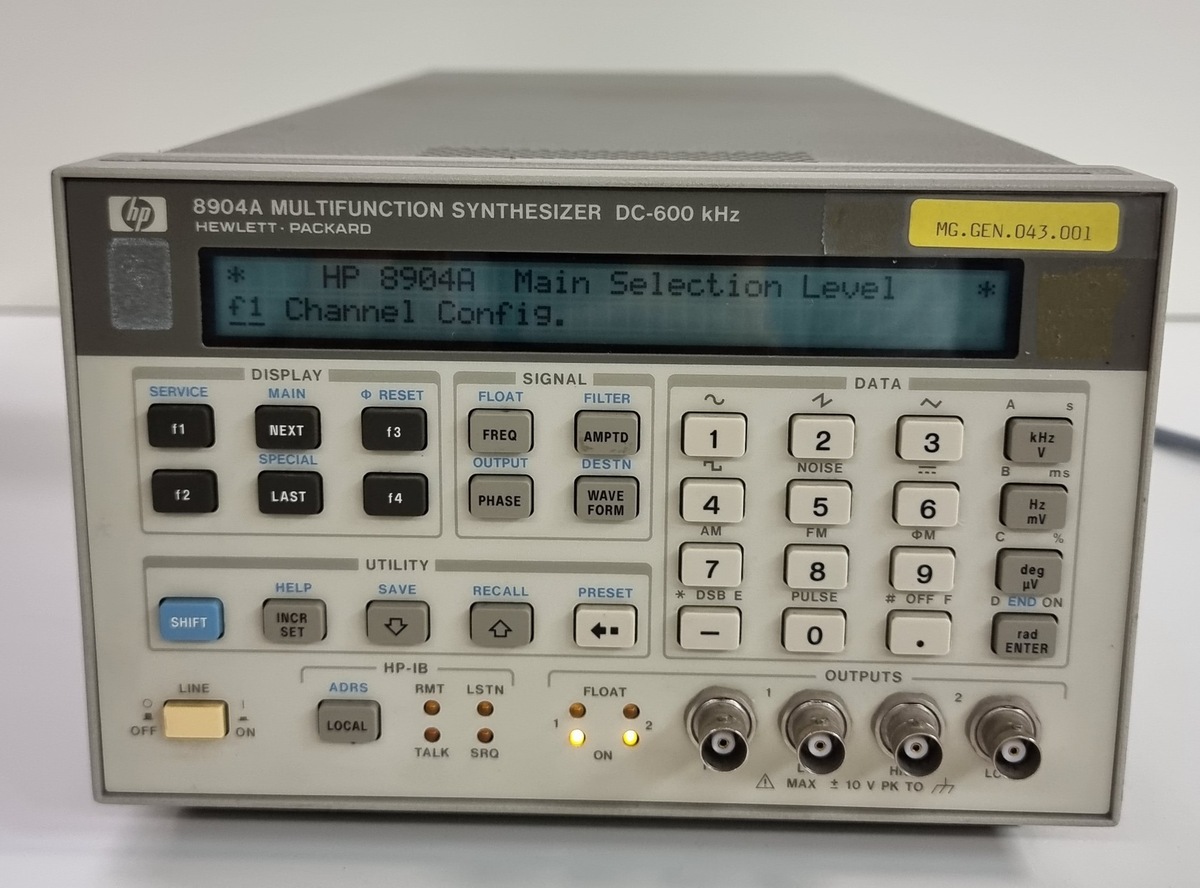 hp
8904A MULTIFUNCTION SYNTHESIZER DC-600 kHz
HEWLETT·PACKARD
MG.GEN.043.001
* HP 8904A Main Selection Level *
f1 Channel Config.
DISPLAY
SERVICE MAIN Φ RESET
f1 NEXT f3
SPECIAL
f2 LAST f4
SIGNAL
FLOAT FILTER
FREQ AMPTD
OUTPUT DESTN
PHASE WAVE FORM
DATA
A s
1 2 3 kHz V
NOISE B ms
4 5 6 Hz mV
AM FM ΦM C %
7 8 9 deg µV
* DSB E PULSE # OFF F D END ON
− 0 . rad ENTER
UTILITY
HELP SAVE RECALL PRESET
SHIFT INCR SET
LINE
O I
OFF ON
HP-IB
ADRS RMT LSTN
LOCAL
TALK SRQ
OUTPUTS
FLOAT
1 2
ON
1 2
HI LO
MAX ± 10 V PK TO